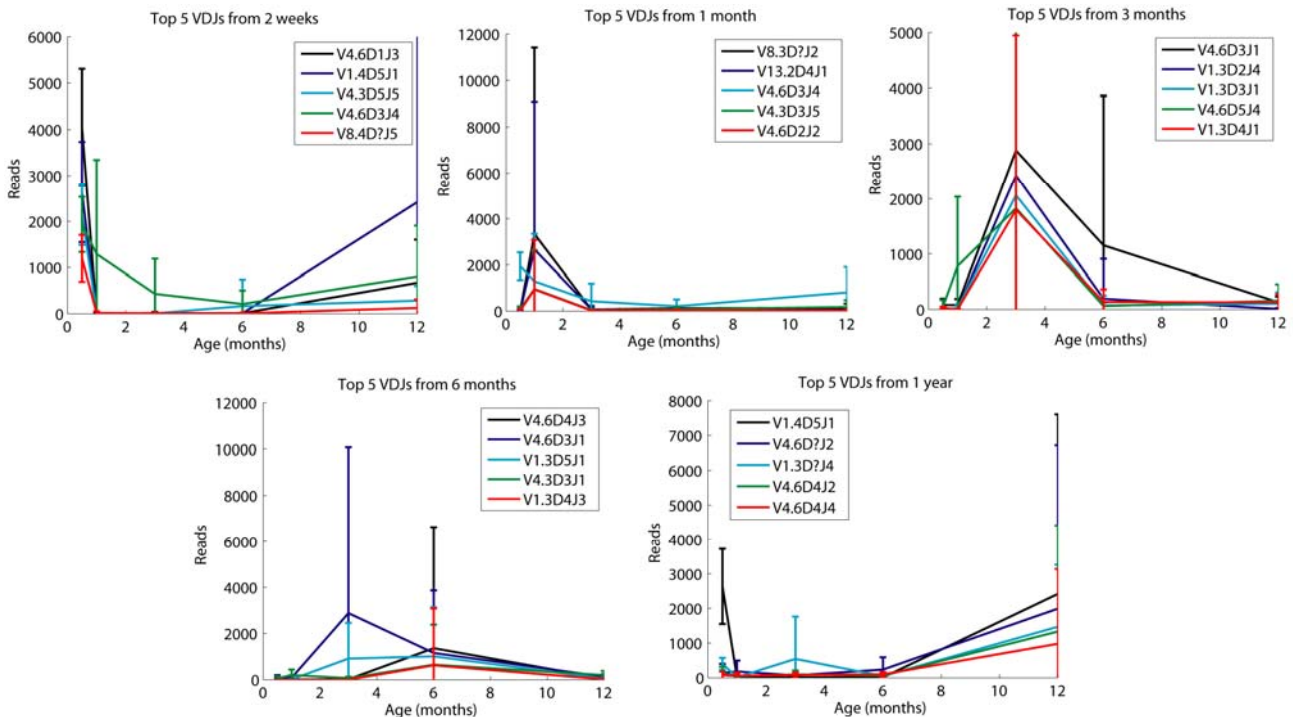 Top 5 VDJs from 2 weeks
6000
5000
4000
3000
2000
1000
0
Reads
V4.6D1J3
V1.4D5J1
V4.3D5J5
V4.6D3J4
V8.4D?J5
0 2 4 6 8 10 12
Age (months)
Top 5 VDJs from 1 month
12000
10000
8000
6000
4000
2000
0
Reads
V8.3D?J2
V13.2D4J1
V4.6D3J4
V4.3D3J5
V4.6D2J2
0 2 4 6 8 10 12
Age (months)
Top 5 VDJs from 3 months
5000
4000
3000
2000
1000
0
Reads
V4.6D3J1
V1.3D2J4
V1.3D3J1
V4.6D5J4
V1.3D4J1
0 2 4 6 8 10 12
Age (months)
Top 5 VDJs from 6 months
12000
10000
8000
6000
4000
2000
0
Reads
V4.6D4J3
V4.6D3J1
V1.3D5J1
V4.3D3J1
V1.3D4J3
0 2 4 6 8 10 12
Age (months)
Top 5 VDJs from 1 year
8000
7000
6000
5000
4000
3000
2000
1000
0
Reads
V1.4D5J1
V4.6D?J2
V1.3D?J4
V4.6D4J2
V4.6D4J4
0 2 4 6 8 10 12
Age (months)